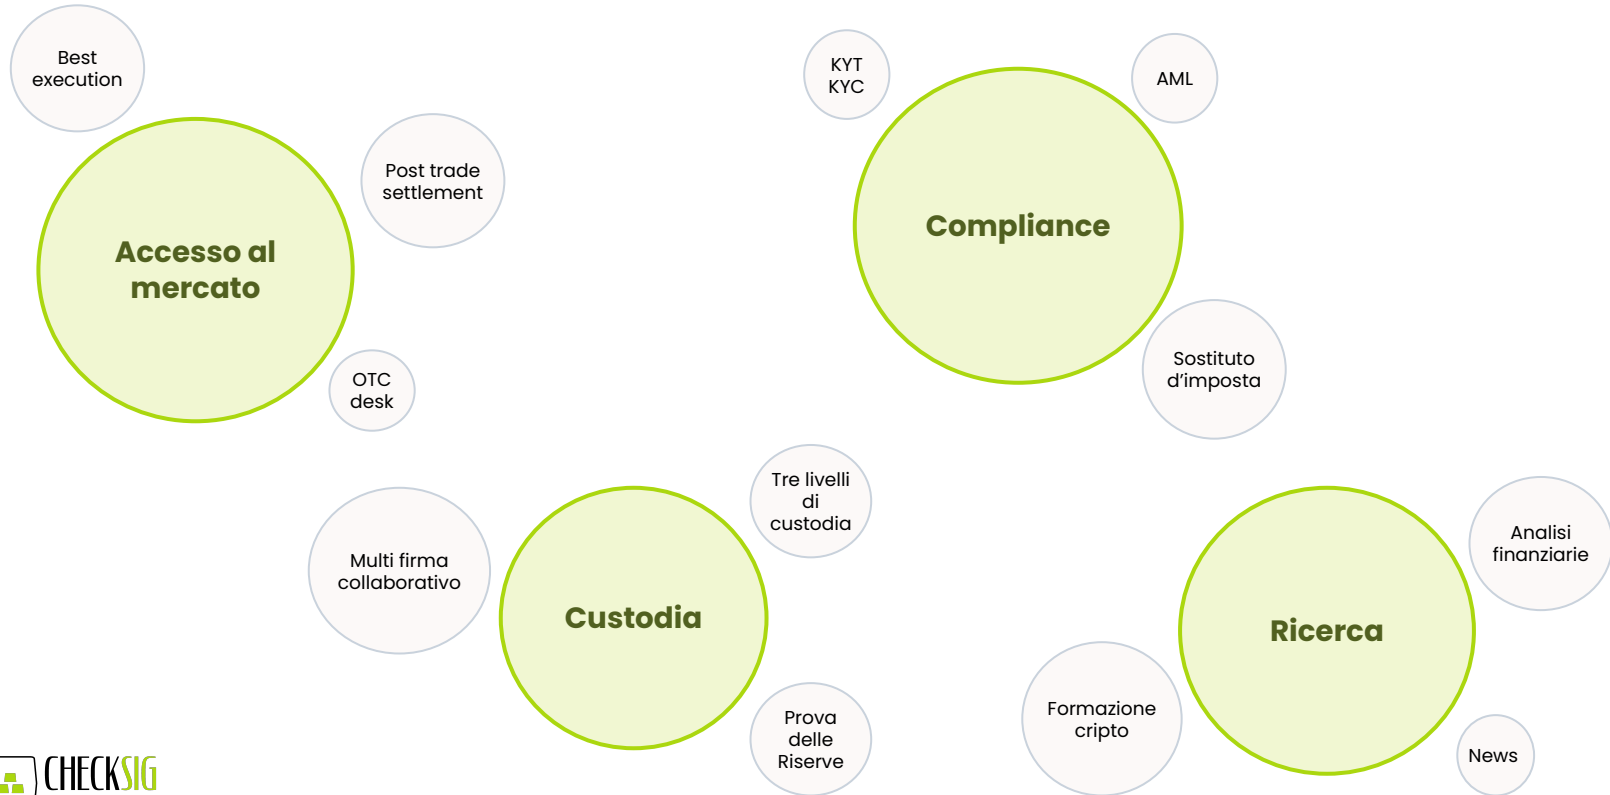 Best
execution
Post trade
settlement
Accesso al
mercato
OTC
desk
KYT
KYC
AML
Compliance
Sostituto
d’imposta
Multi firma
collaborativo
Tre livelli
di
custodia
Custodia
Prova
delle
Riserve
Analisi
finanziarie
Ricerca
Formazione
cripto
News
CHECKSIG